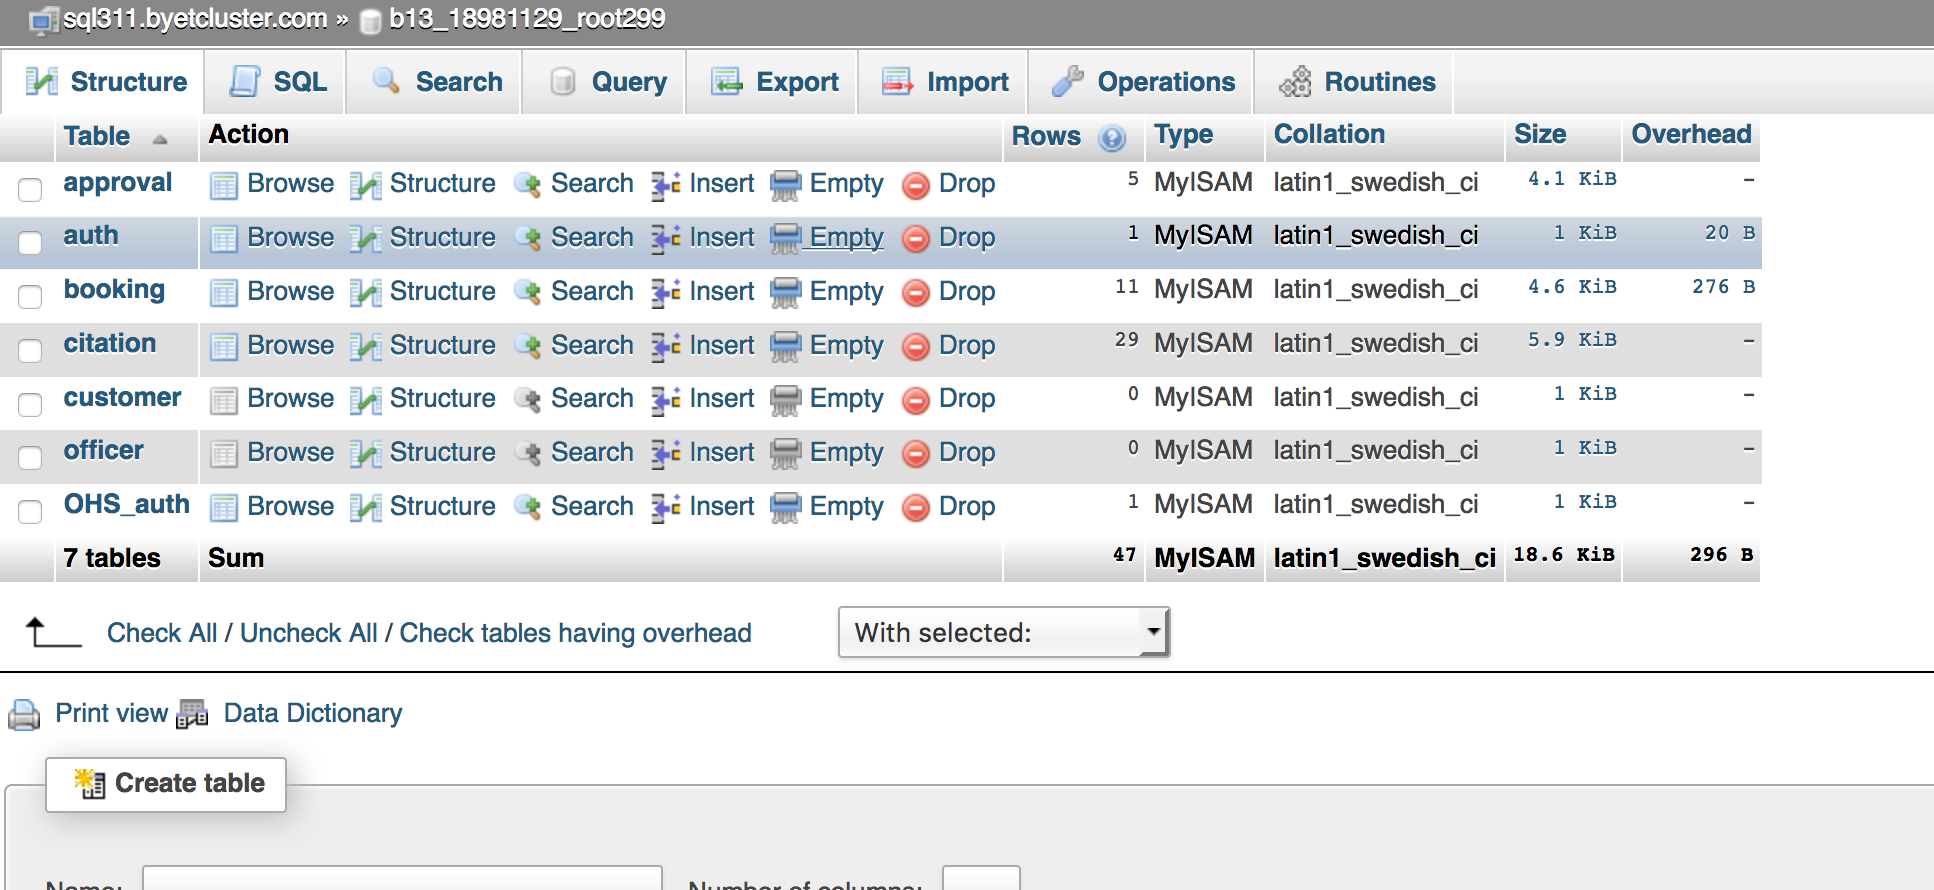 sql311.byetcluster.com » b13_18981129_root299
Structure SQL Search Query Export Import Operations Routines
Table Action Rows Type Collation Size Overhead
approval Browse Structure Search Insert Empty Drop 5 MyISAM latin1_swedish_ci 4.1 KiB -
auth Browse Structure Search Insert Empty Drop 1 MyISAM latin1_swedish_ci 1 KiB 20 B
booking Browse Structure Search Insert Empty Drop 11 MyISAM latin1_swedish_ci 4.6 KiB 276 B
citation Browse Structure Search Insert Empty Drop 29 MyISAM latin1_swedish_ci 5.9 KiB -
customer Browse Structure Search Insert Empty Drop 0 MyISAM latin1_swedish_ci 1 KiB -
officer Browse Structure Search Insert Empty Drop 0 MyISAM latin1_swedish_ci 1 KiB -
OHS_auth Browse Structure Search Insert Empty Drop 1 MyISAM latin1_swedish_ci 1 KiB -
7 tables Sum 47 MyISAM latin1_swedish_ci 18.6 KiB 296 B
Check All / Uncheck All / Check tables having overhead With selected:
Print view Data Dictionary
Create table
Name: Number of columns: